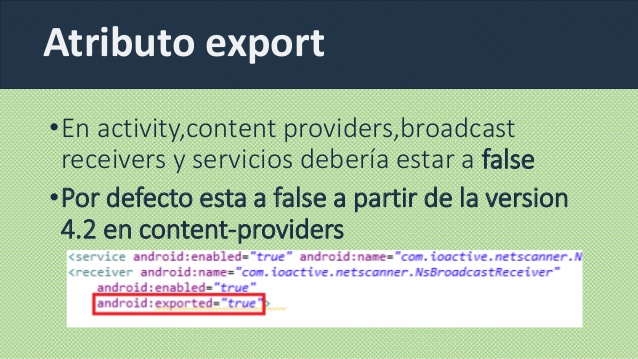 Atributo export
•En activity,content providers,broadcast
receivers y servicios debería estar a false
•Por defecto esta a false a partir de la version
4.2 en content-providers
<service android:enabled="true" android:name="com.ioactive.netscanner.N
<receiver android:name="com.ioactive.netscanner.NsBroadcastReceiver"
android:enabled="true"
android:exported="true">